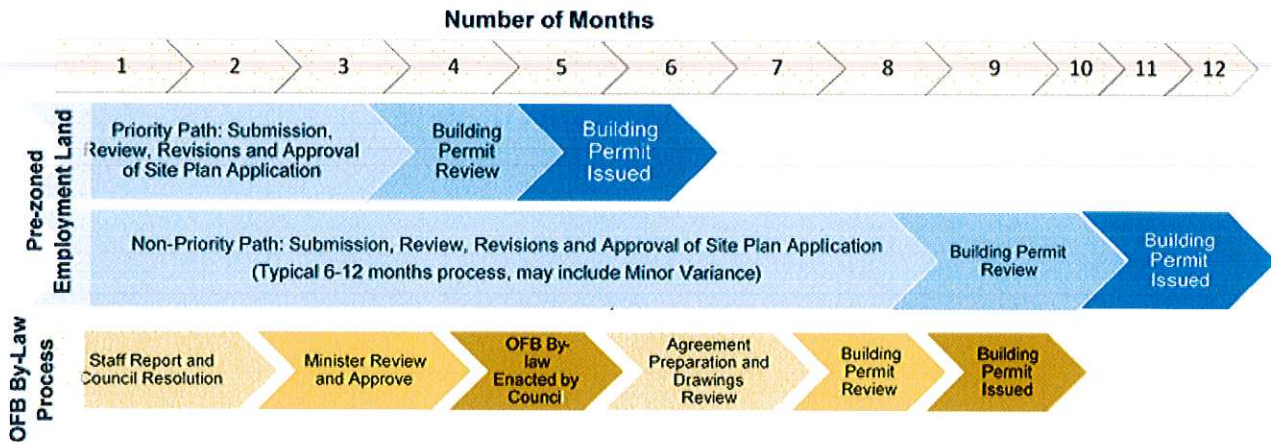 Number of Months
1 2 3 4 5 6 7 8 9 10 11 12
Pre-zoned
Employment Land
Priority Path: Submission,
Review, Revisions and Approval
of Site Plan Application
Building
Permit
Review
Building
Permit
Issued
Non-Priority Path: Submission, Review, Revisions and Approval of Site Plan Application
(Typical 6-12 months process, may include Minor Variance)
Building Permit
Review
Building
Permit
Issued
OFB By-Law
Process
Staff Report and
Council Resolution
Minister Review
and Approve
OFB By-
law
Enacted by
Counci
Agreement
Preparation and
Drawings
Review
Building
Permit
Review
Building
Permit
Issued